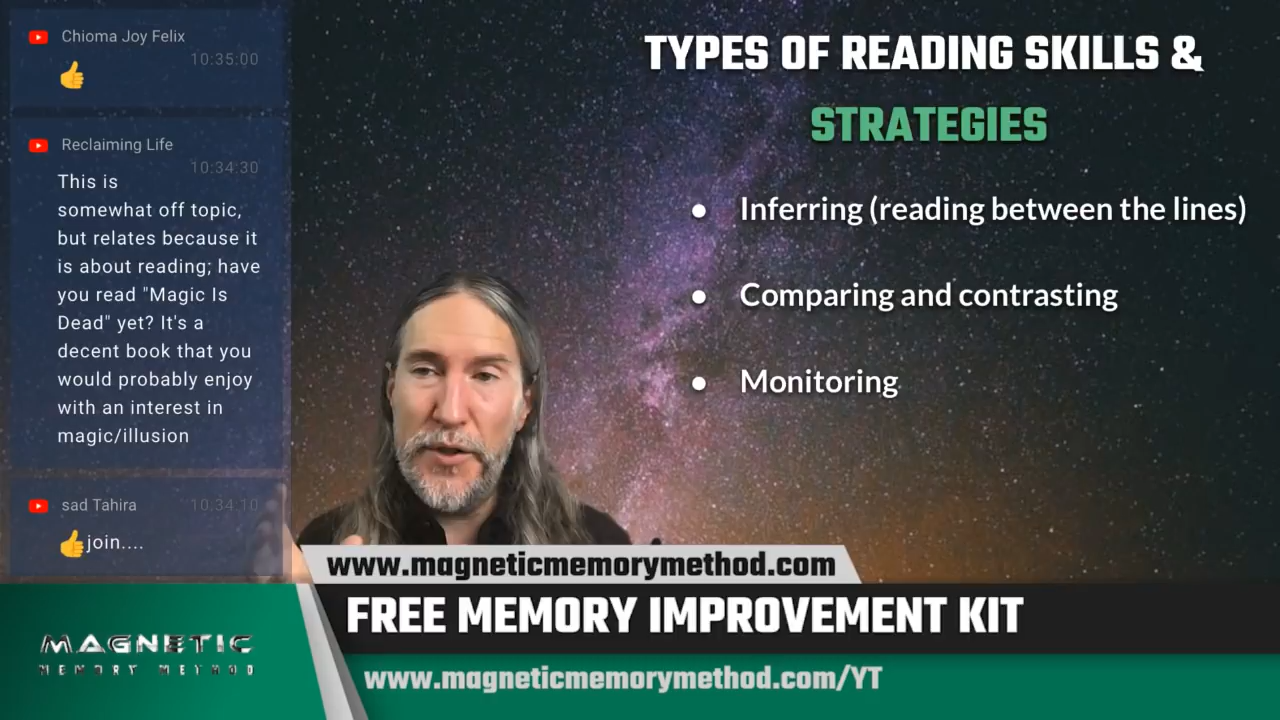 Chioma Joy Felix
10:35:00
👍
Reclaiming Life
10:34:30
This is
somewhat off topic,
but relates because it
is about reading; have
you read "Magic Is
Dead" yet? It's a
decent book that you
would probably enjoy
with an interest in
magic/illusion
sad Tahira
10:34:10
👍join....
TYPES OF READING SKILLS &
STRATEGIES
• Inferring (reading between the lines)
• Comparing and contrasting
• Monitoring
www.magneticmemorymethod.com
FREE MEMORY IMPROVEMENT KIT
www.magneticmemorymethod.com/YT
MAGNETIC
MEMORY METHOD